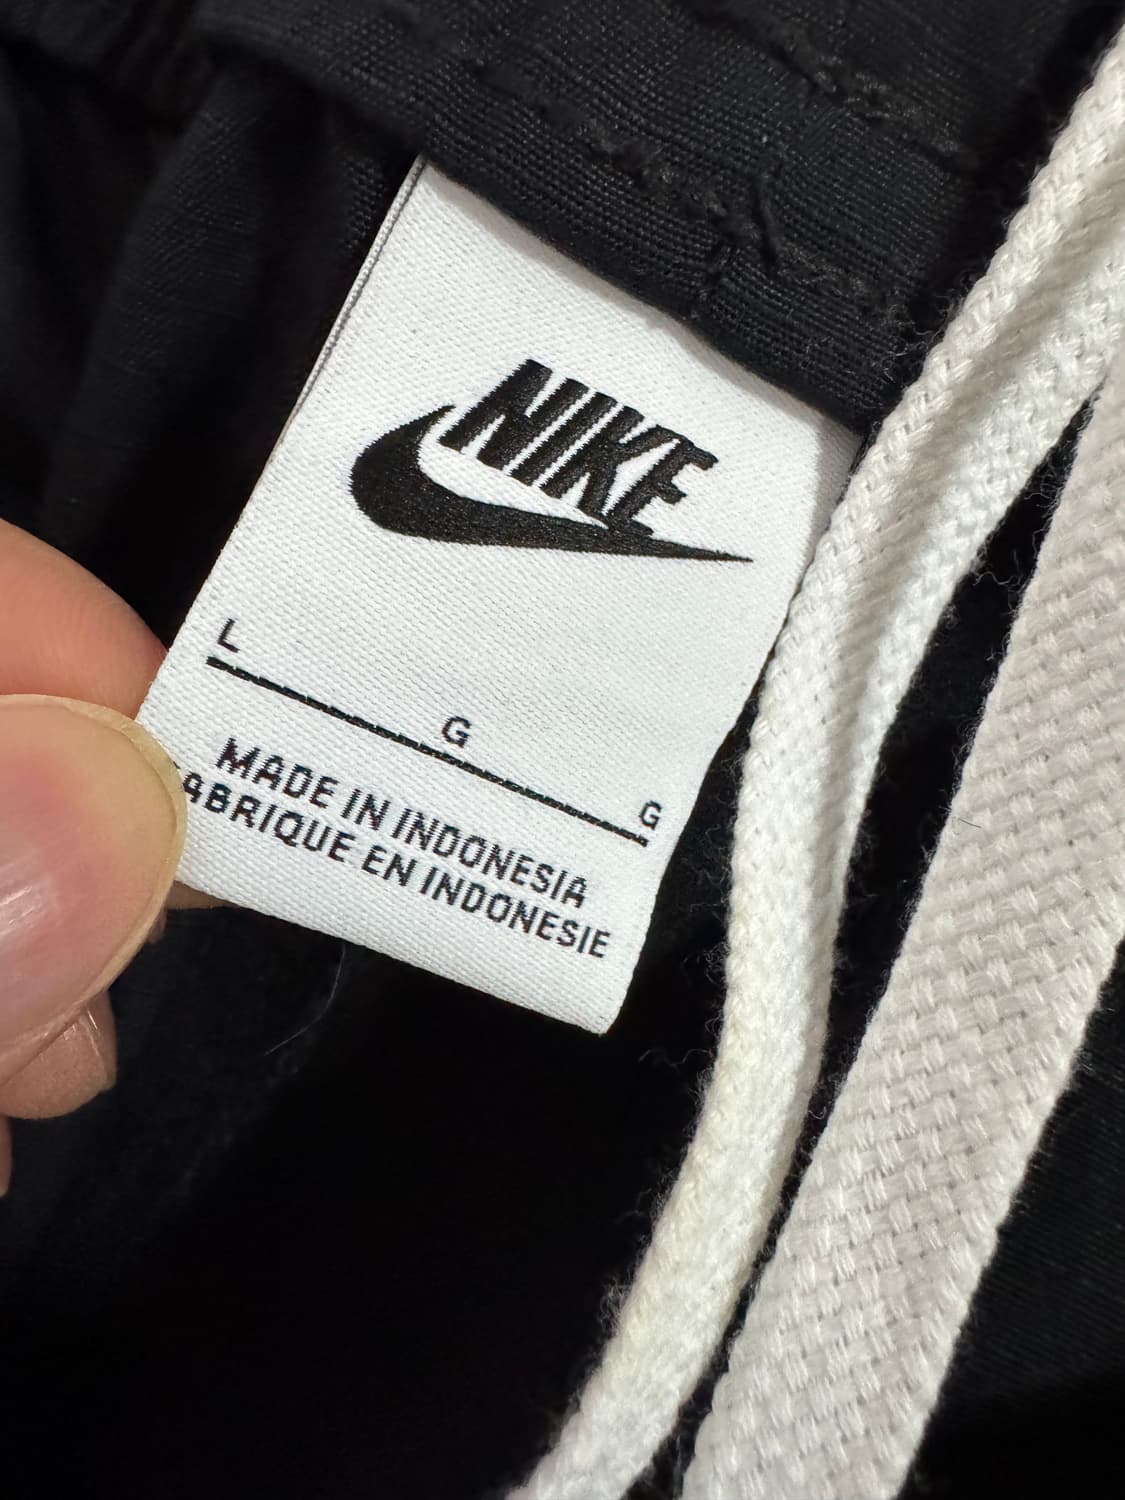 NIKE
L G G
MADE IN INDONESIA
ABRIQUE EN INDONESIE